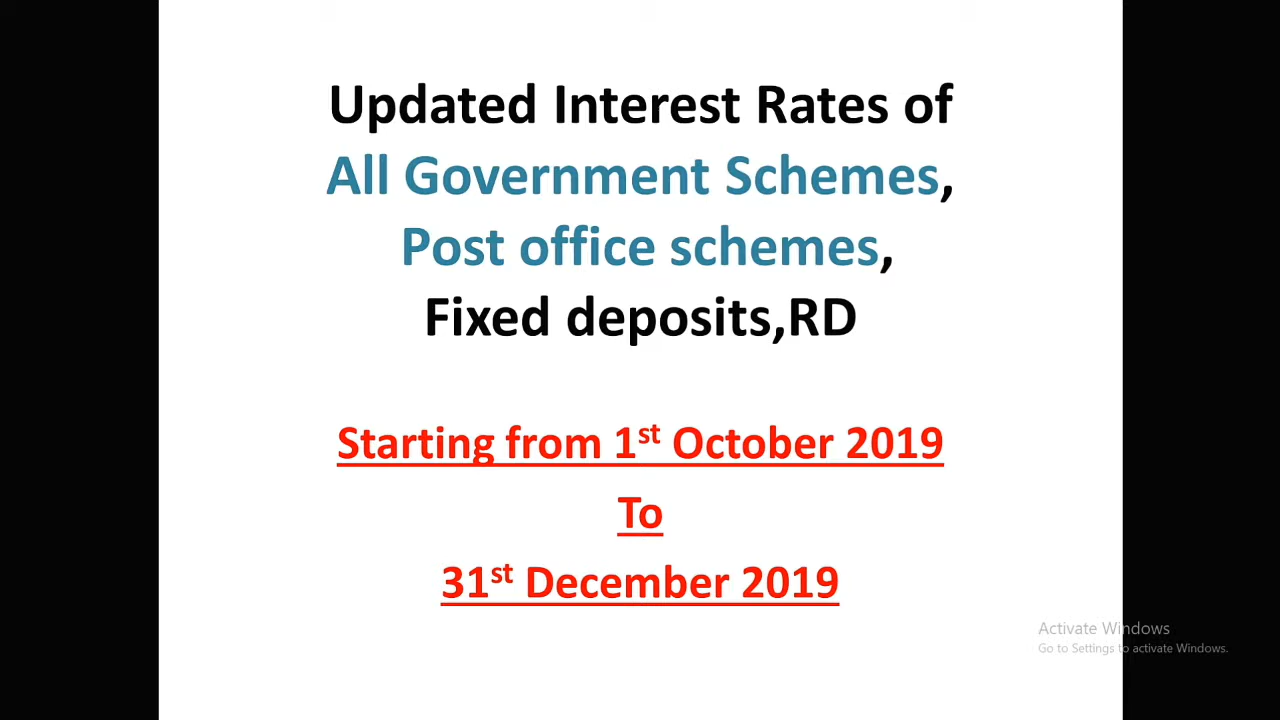 Updated Interest Rates of
All Government Schemes,
Post office schemes,
Fixed deposits,RD
Starting from 1st October 2019
To
31st December 2019
Activate Windows
Go to Settings to activate Windows.